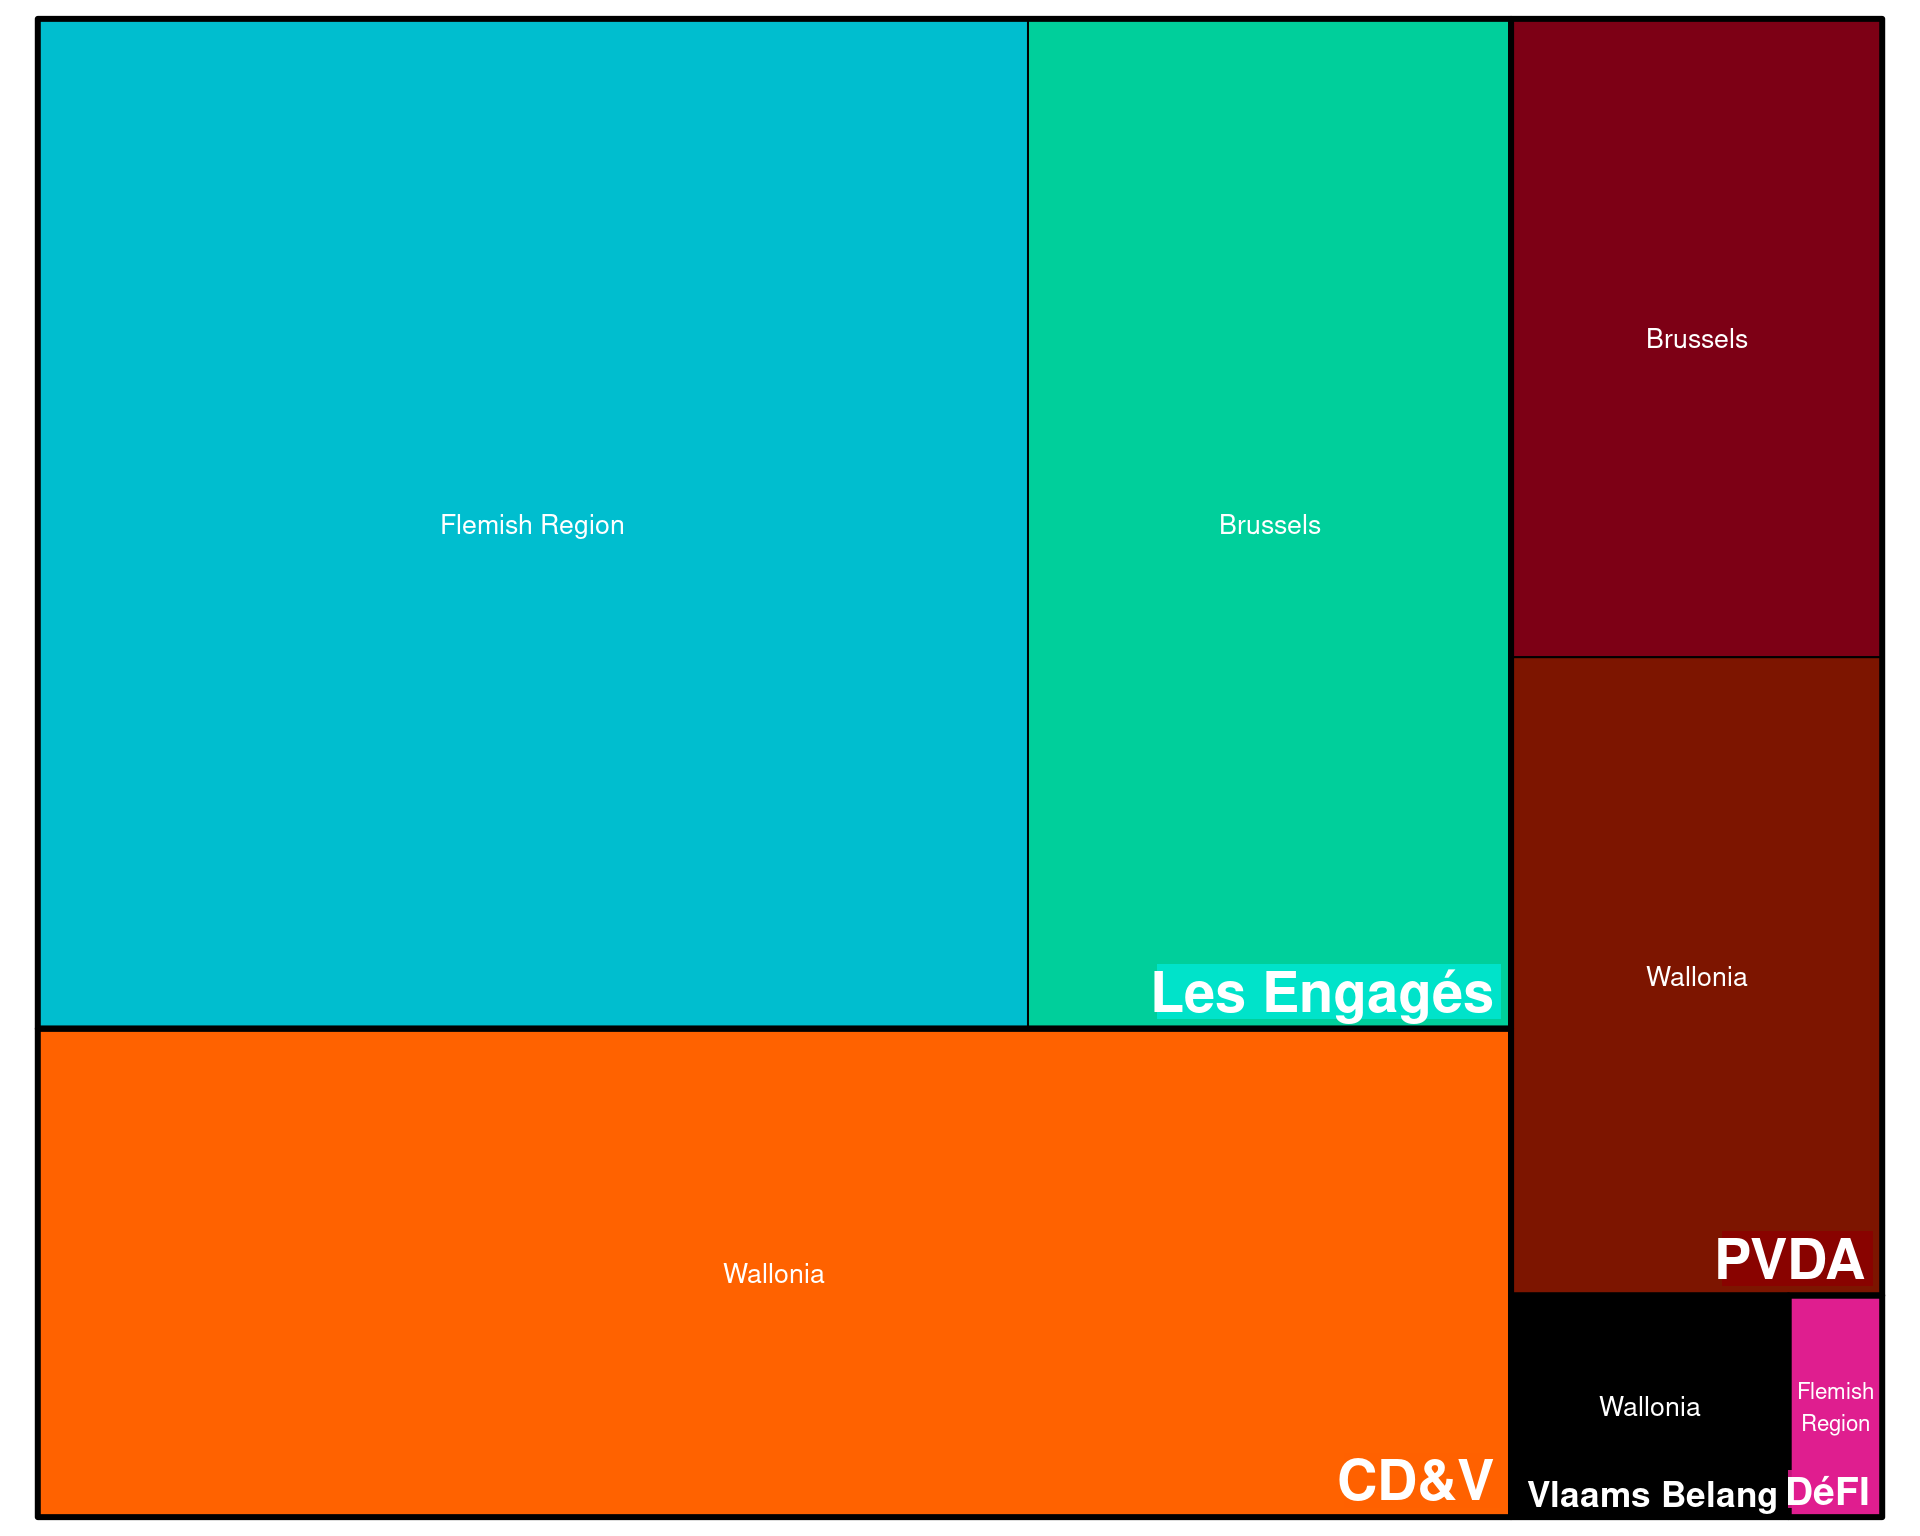 Flemish Region
Brussels
Les Engagés
Wallonia
CD&V
Brussels
Wallonia
PVDA
Wallonia
Vlaams Belang
Flemish
Region
DéFI